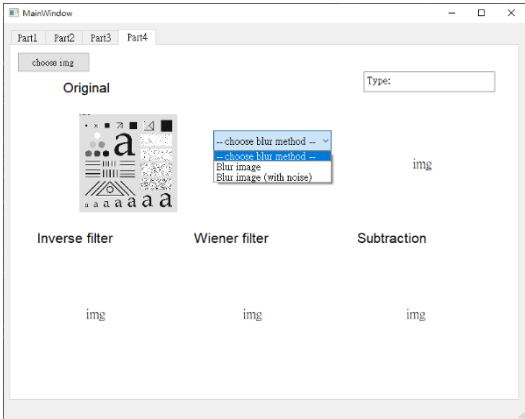 MainWindow
Part1 Part2 Part3 Part4
choose img
Original
Type:
a
-- choose blur method --
-- choose blur method --
Blur image
Blur image (with noise)
img
a a a a a a a
Inverse filter Wiener filter Subtraction
img img img